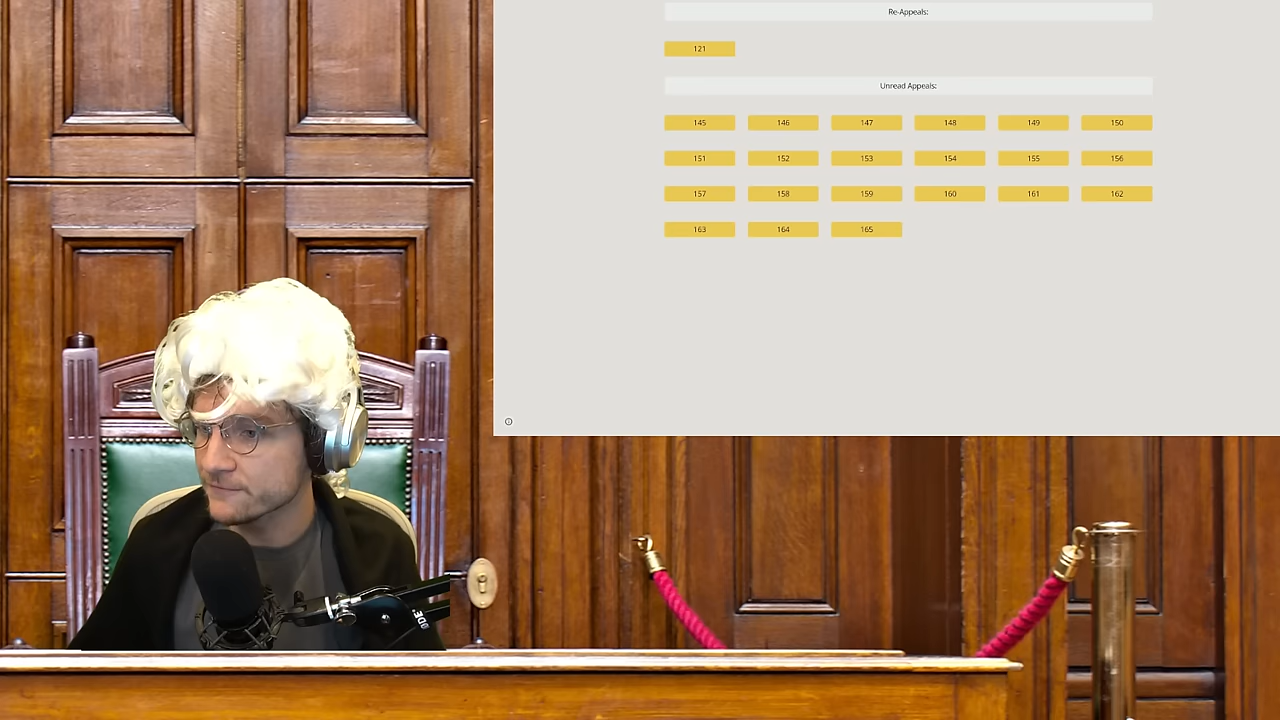 Re-Appeals:
121
Unread Appeals:
145 146 147 148 149 150
151 152 153 154 155 156
157 158 159 160 161 162
163 164 165